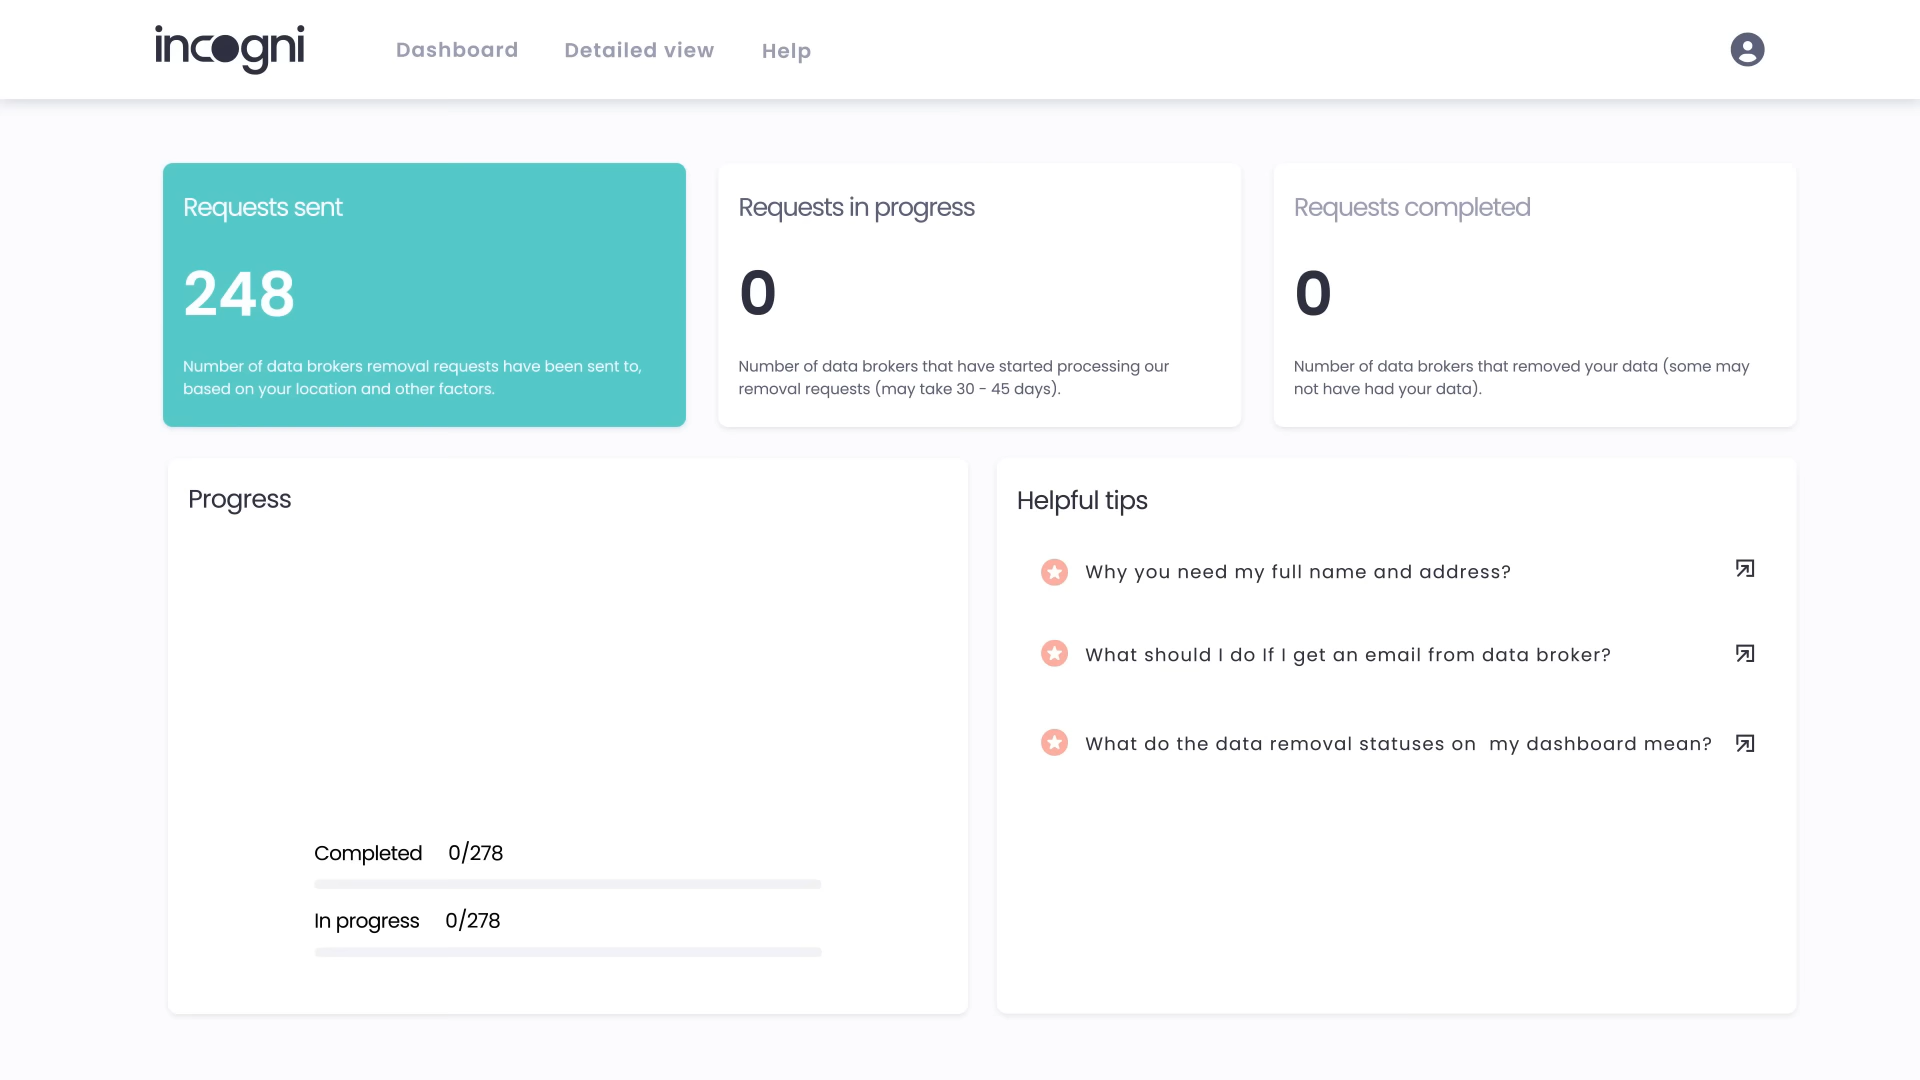 incogni
Dashboard
Detailed view
Help
Requests sent
248
Number of data brokers removal requests have been sent to,
based on your location and other factors.
Requests in progress
0
Number of data brokers that have started processing our
removal requests (may take 30 - 45 days).
Requests completed
0
Number of data brokers that removed your data (some may
not have had your data).
Progress
Completed 0/278
In progress 0/278
Helpful tips
Why you need my full name and address?
What should I do If I get an email from data broker?
What do the data removal statuses on  my dashboard mean?